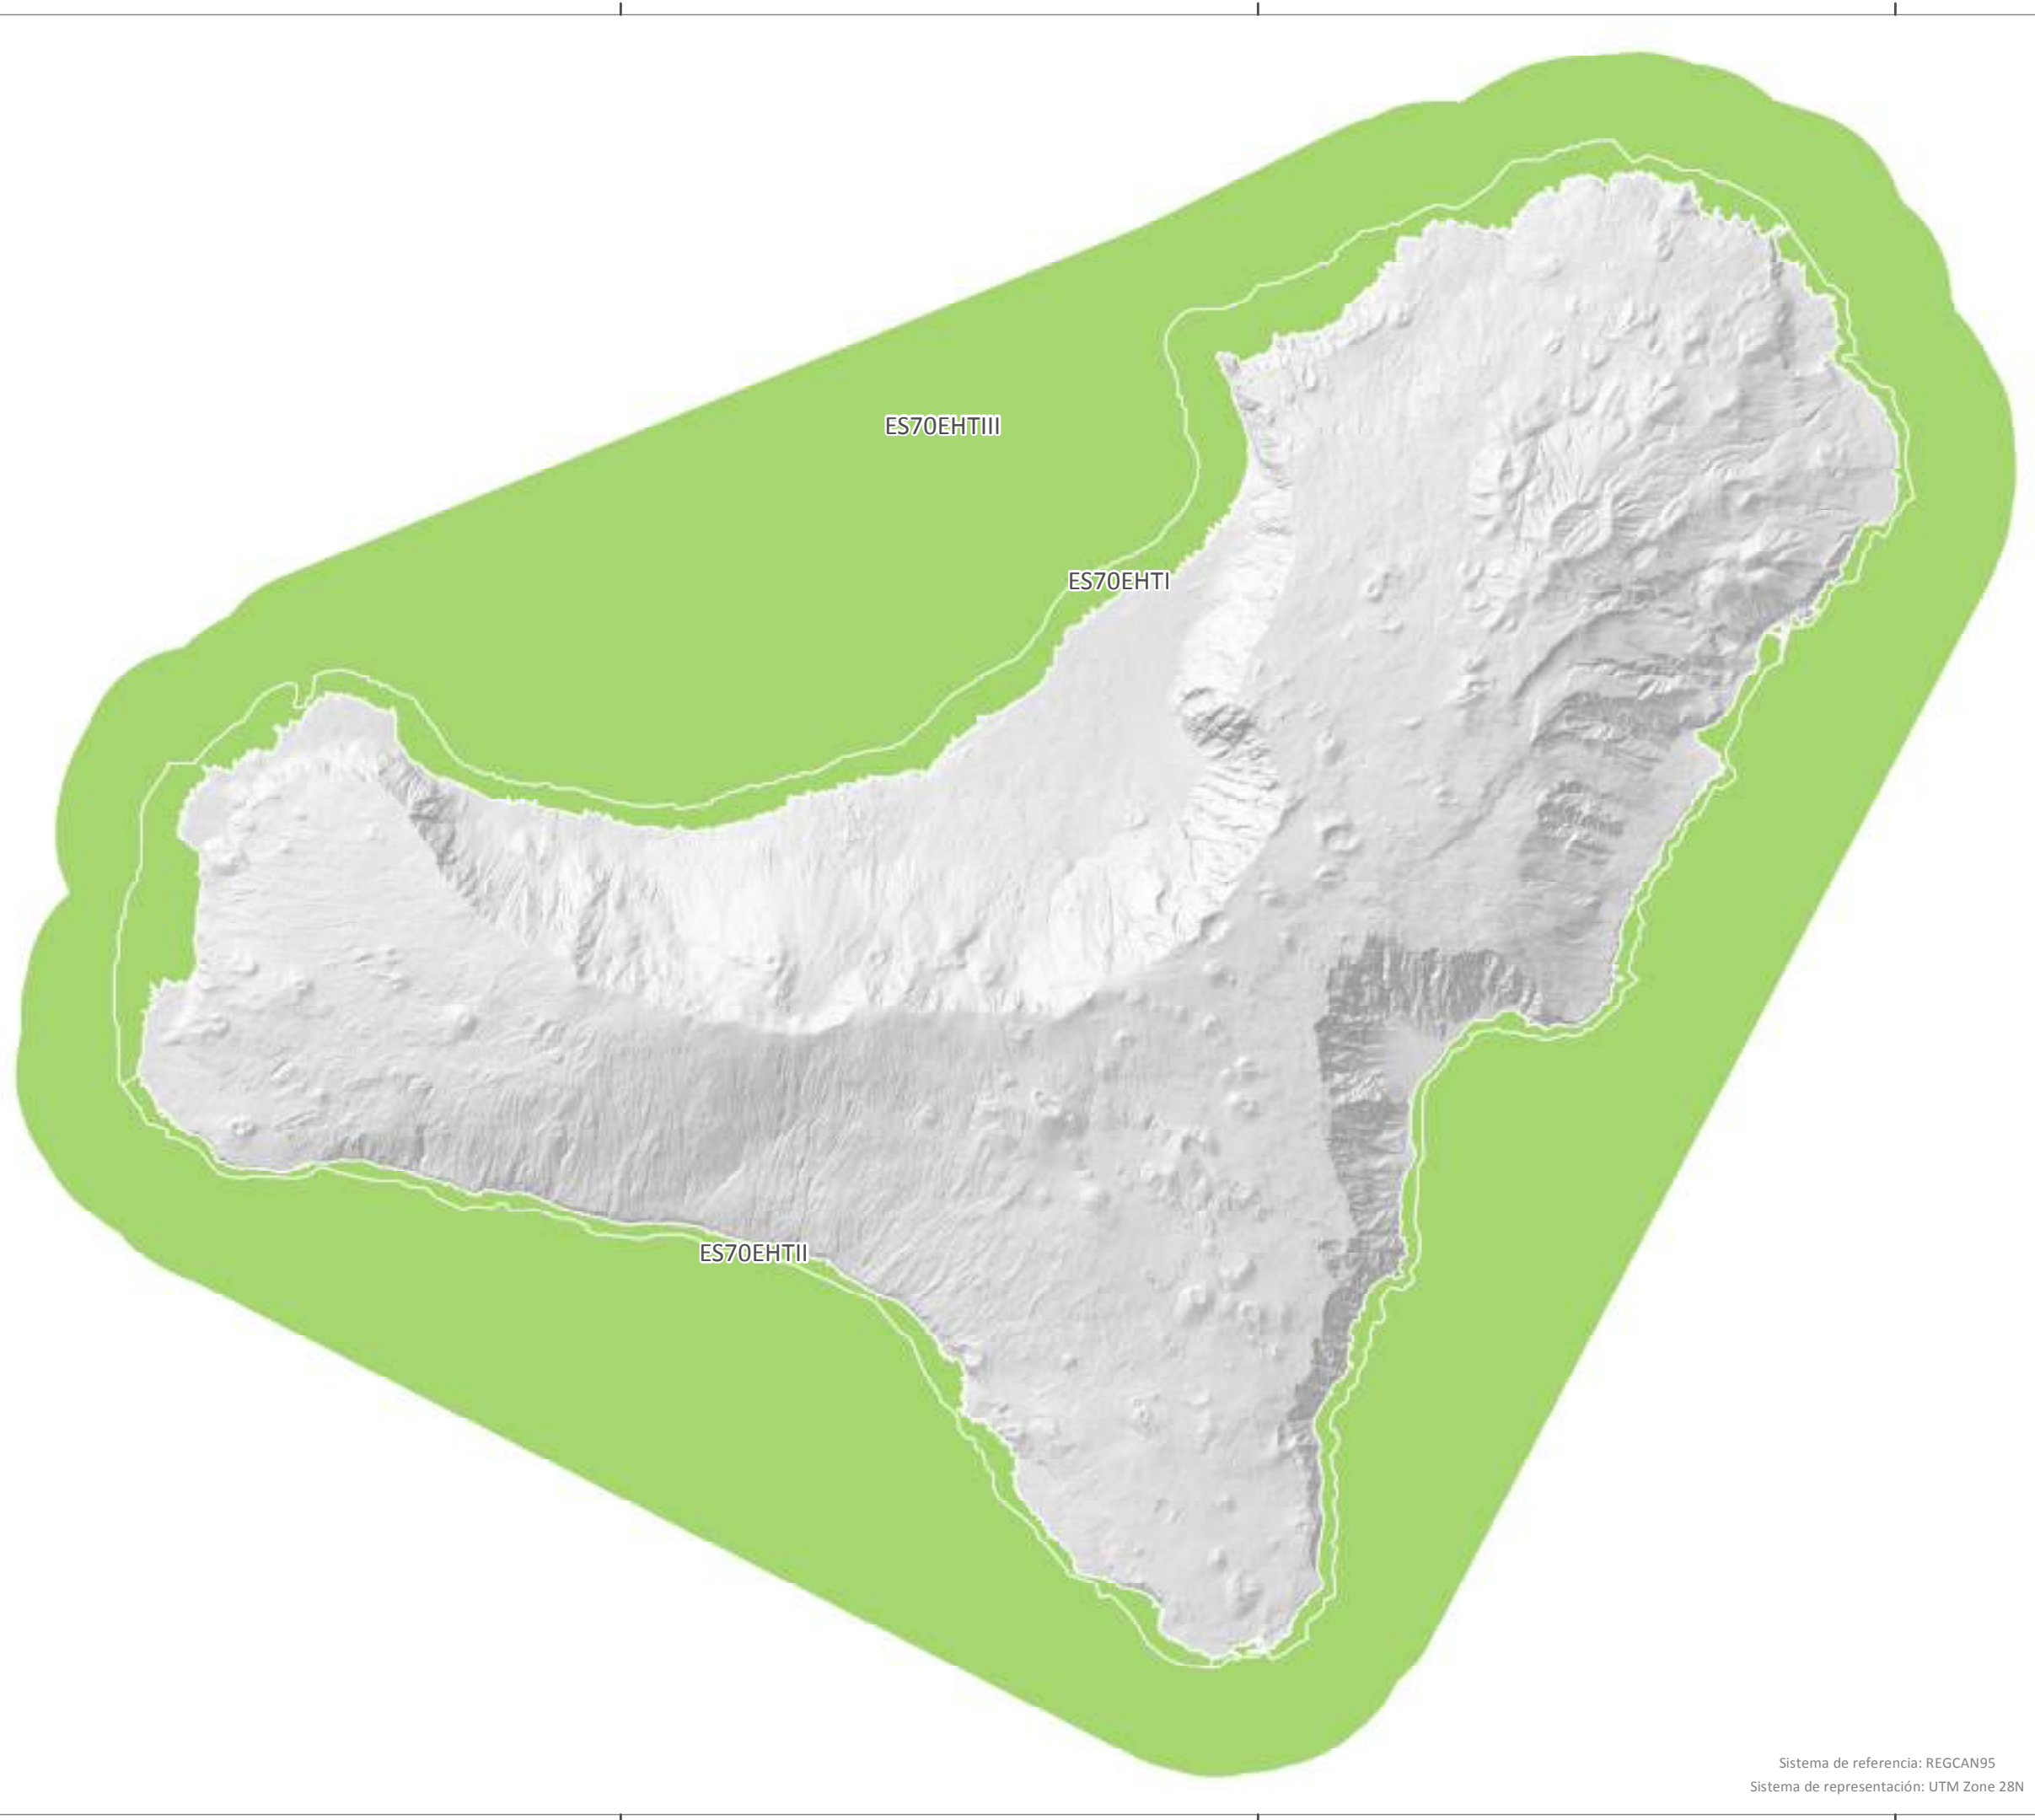 ES70EHTIII
ES70EHTI
ES70EHTII
Sistema de referencia: REGCAN95
Sistema de representación: UTM Zone 28N